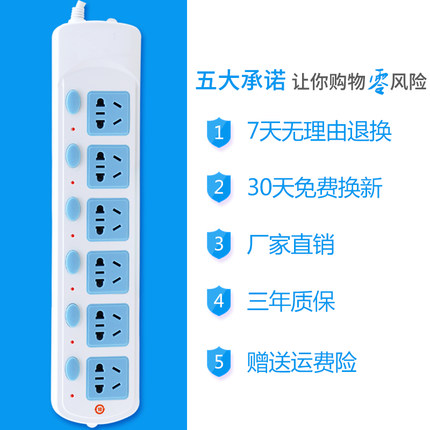 五大承诺 让你购物零风险
1 7天无理由退换
2 30天免费换新
3 厂家直销
4 三年质保
5 赠送运费险